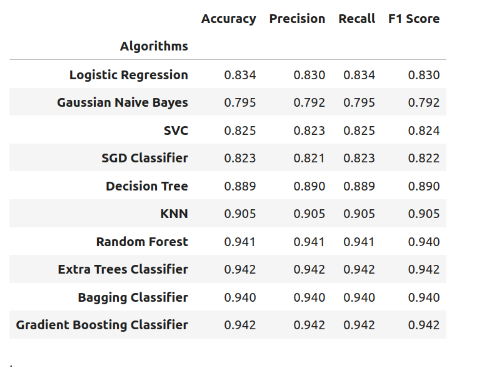 Accuracy Precision Recall F1 Score
Algorithms
Logistic Regression 0.834 0.830 0.834 0.830
Gaussian Naive Bayes 0.795 0.792 0.795 0.792
SVC 0.825 0.823 0.825 0.824
SGD Classifier 0.823 0.821 0.823 0.822
Decision Tree 0.889 0.890 0.889 0.890
KNN 0.905 0.905 0.905 0.905
Random Forest 0.941 0.941 0.941 0.940
Extra Trees Classifier 0.942 0.942 0.942 0.942
Bagging Classifier 0.940 0.940 0.940 0.940
Gradient Boosting Classifier 0.942 0.942 0.942 0.942